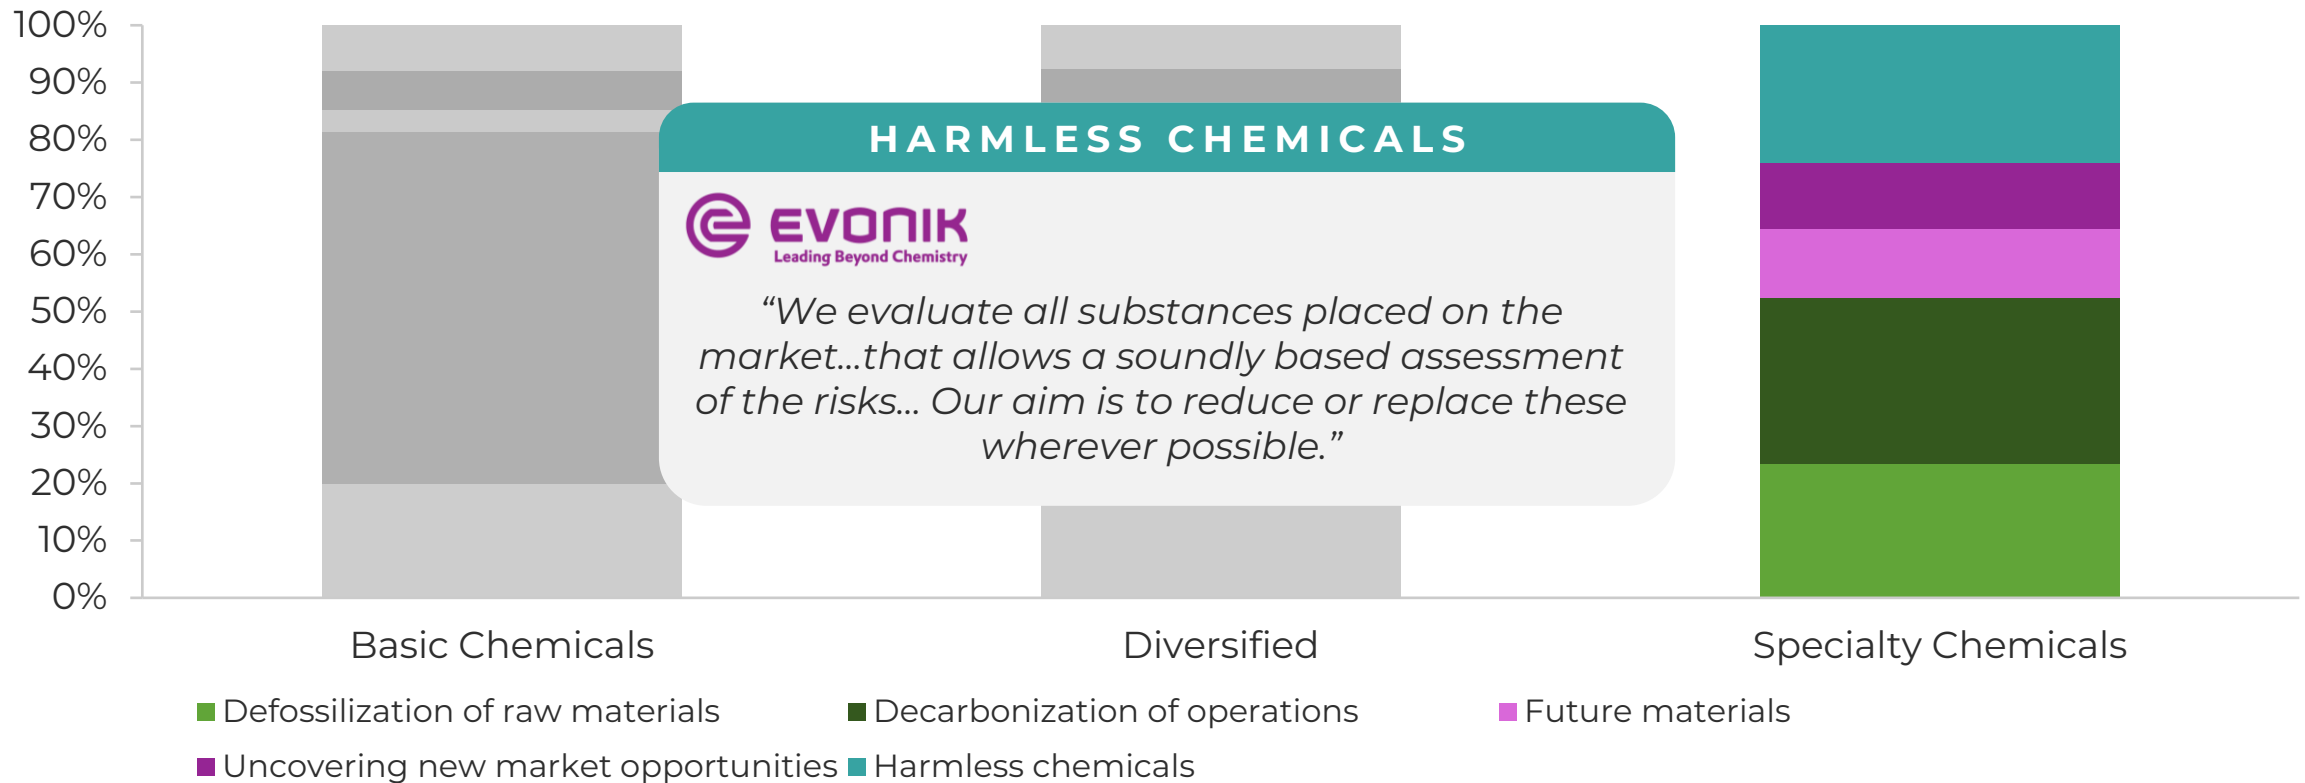 100%
90%
80%
70%
60%
50%
40%
30%
20%
10%
0%
HARMLESS CHEMICALS
EVONIK
Leading Beyond Chemistry
“We evaluate all substances placed on the
market...that allows a soundly based assessment
of the risks... Our aim is to reduce or replace these
wherever possible.”
Basic Chemicals
Diversified
Specialty Chemicals
Defossilization of raw materials
Decarbonization of operations
Future materials
Uncovering new market opportunities
Harmless chemicals